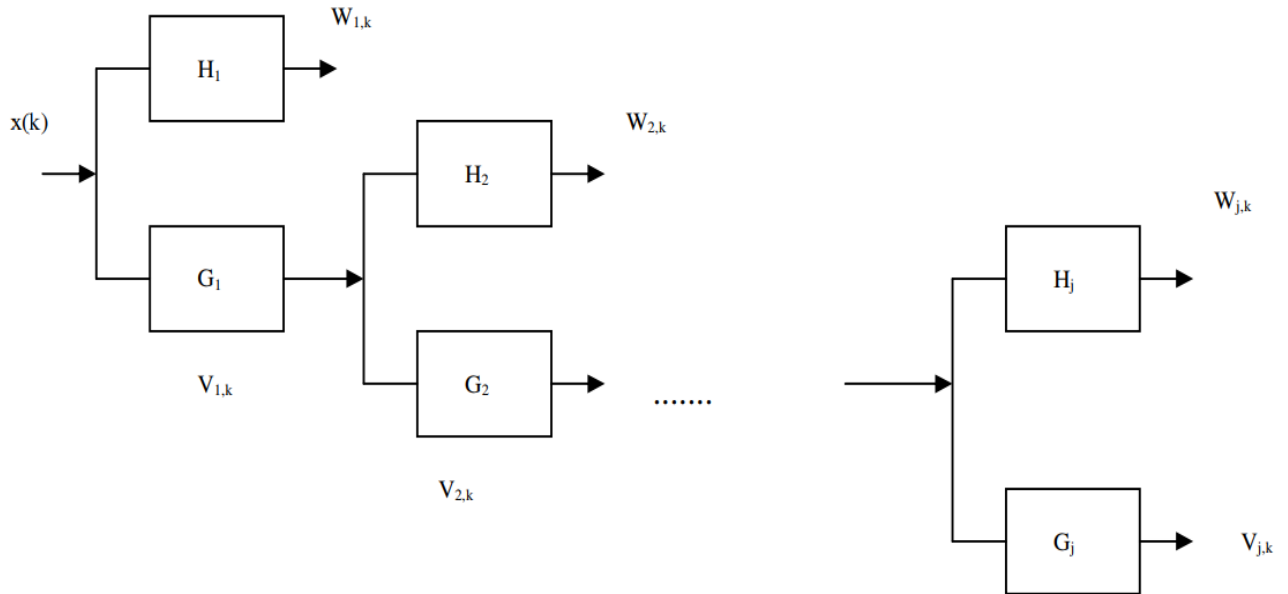 W1,k
H1
x(k)
W2,k
H2
Wj,k
G1
Hj
V1,k
G2
.......
V2,k
Gj
Vj,k